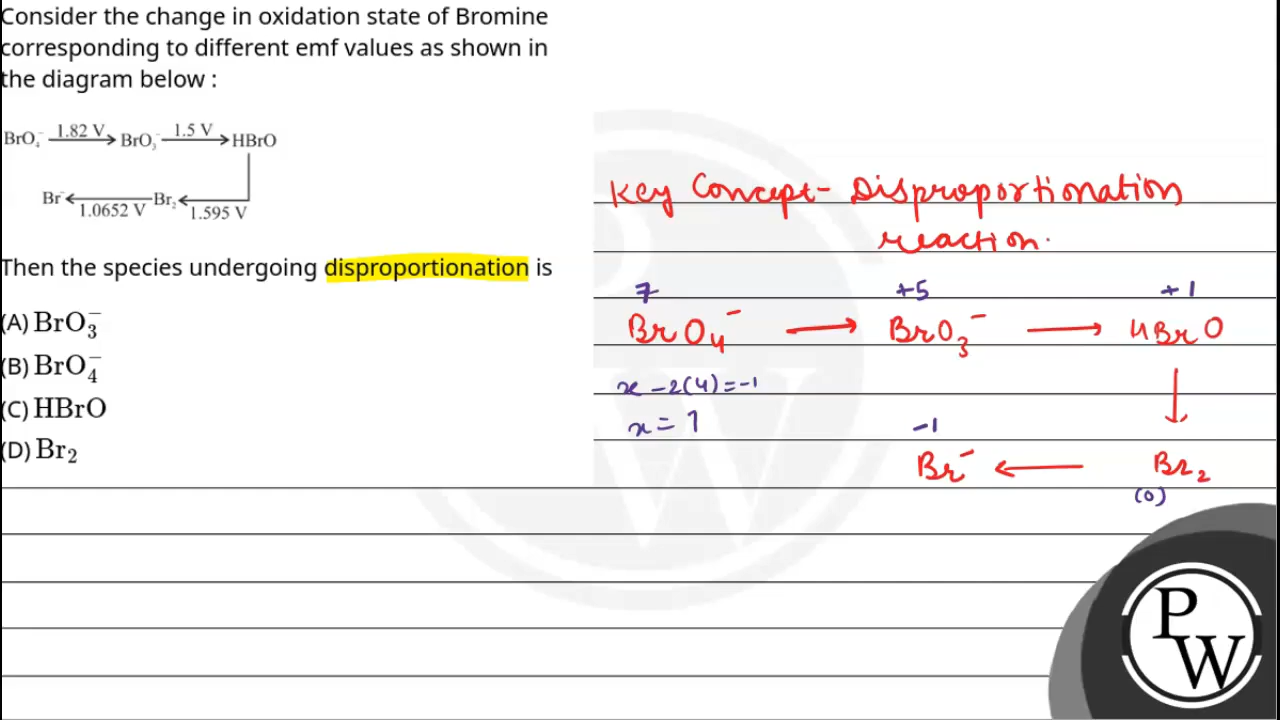 Consider the change in oxidation state of Bromine
corresponding to different emf values as shown in
the diagram below :
BrO₄⁻ 1.82 V BrO₃⁻ 1.5 V HBrO
Br⁻ 1.0652 V Br₂ 1.595 V
Then the species undergoing disproportionation is
(A) BrO₃⁻
(B) BrO₄⁻
(C) HBrO
(D) Br₂
Key Concept- Disproportionation
reaction.
7 +5 +1
BrO₄⁻ → BrO₃⁻ → HBrO
x -2(4) = -1
x = 7
-1
Br⁻ ← Br₂
(0)
P
W